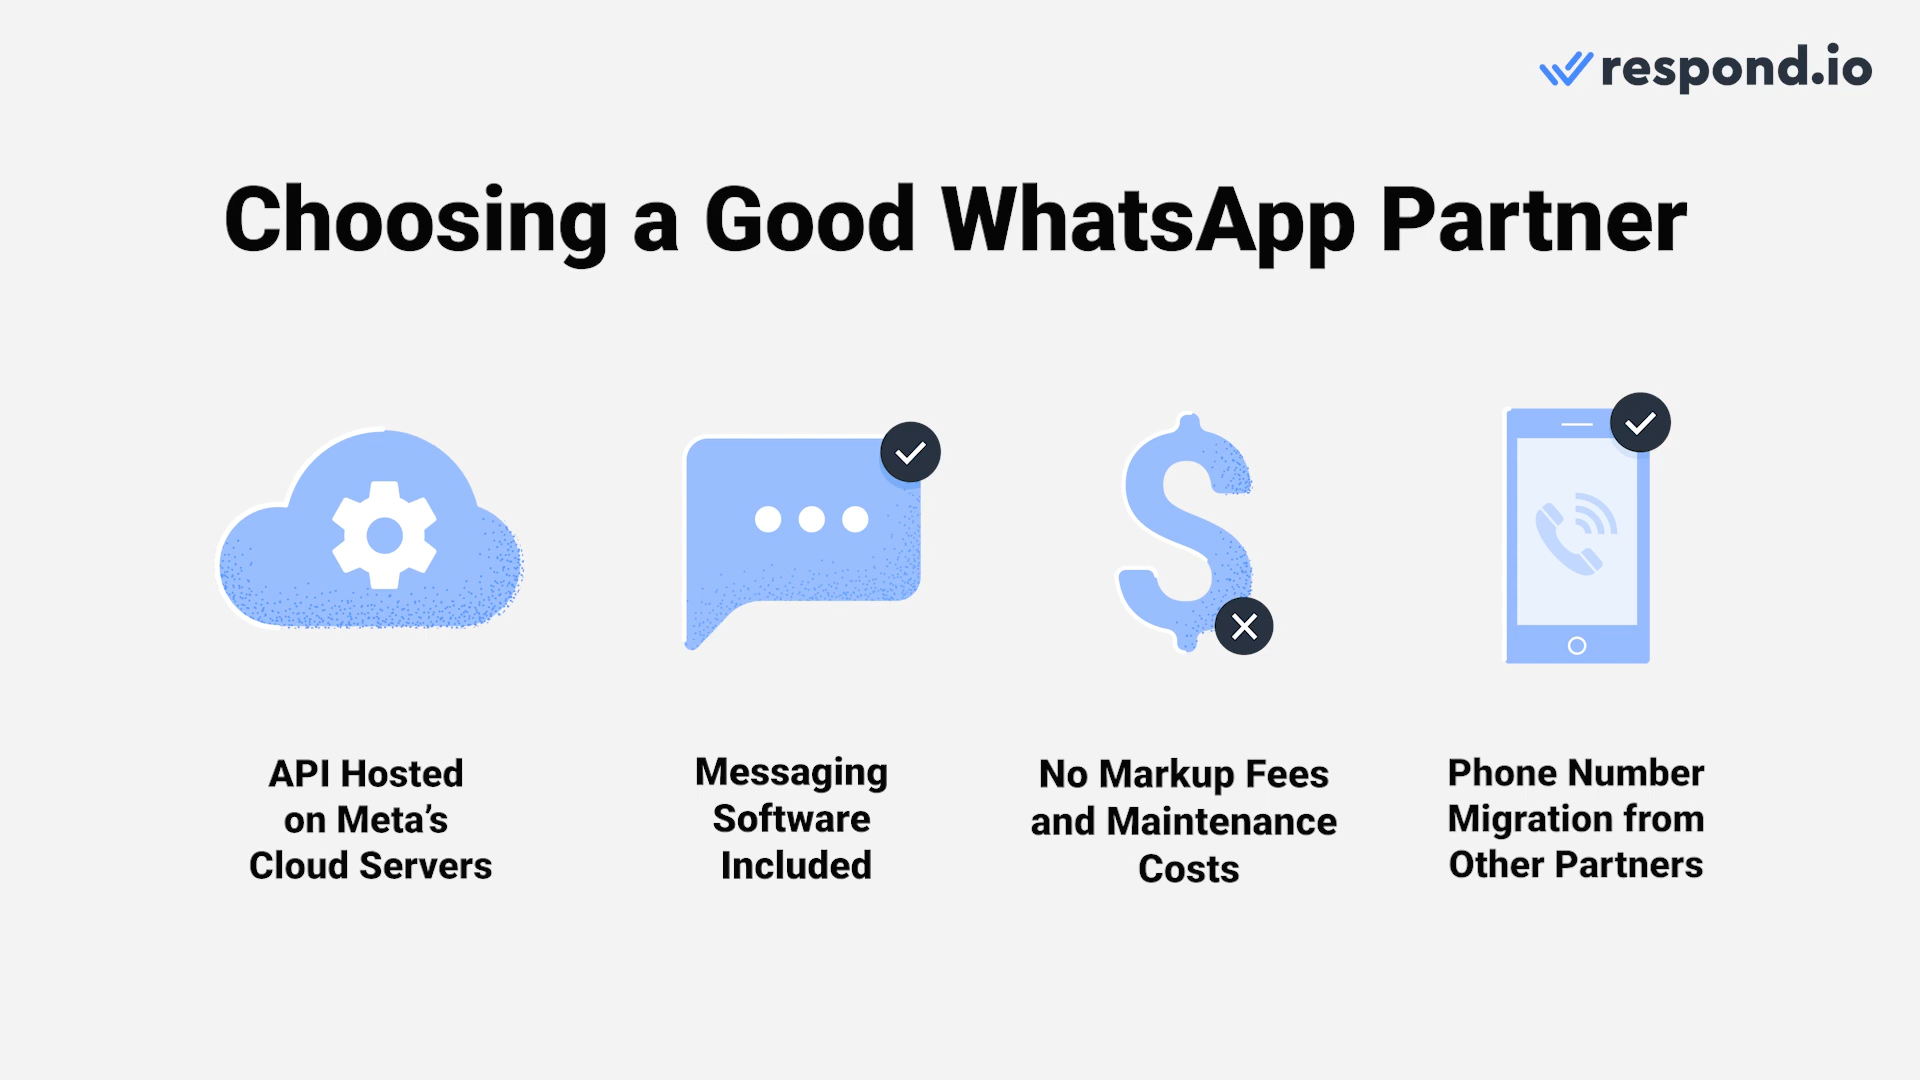 respond.io
Choosing a Good WhatsApp Partner
API Hosted
on Meta’s
Cloud Servers
Messaging
Software
Included
No Markup Fees
and Maintenance
Costs
Phone Number
Migration from
Other Partners